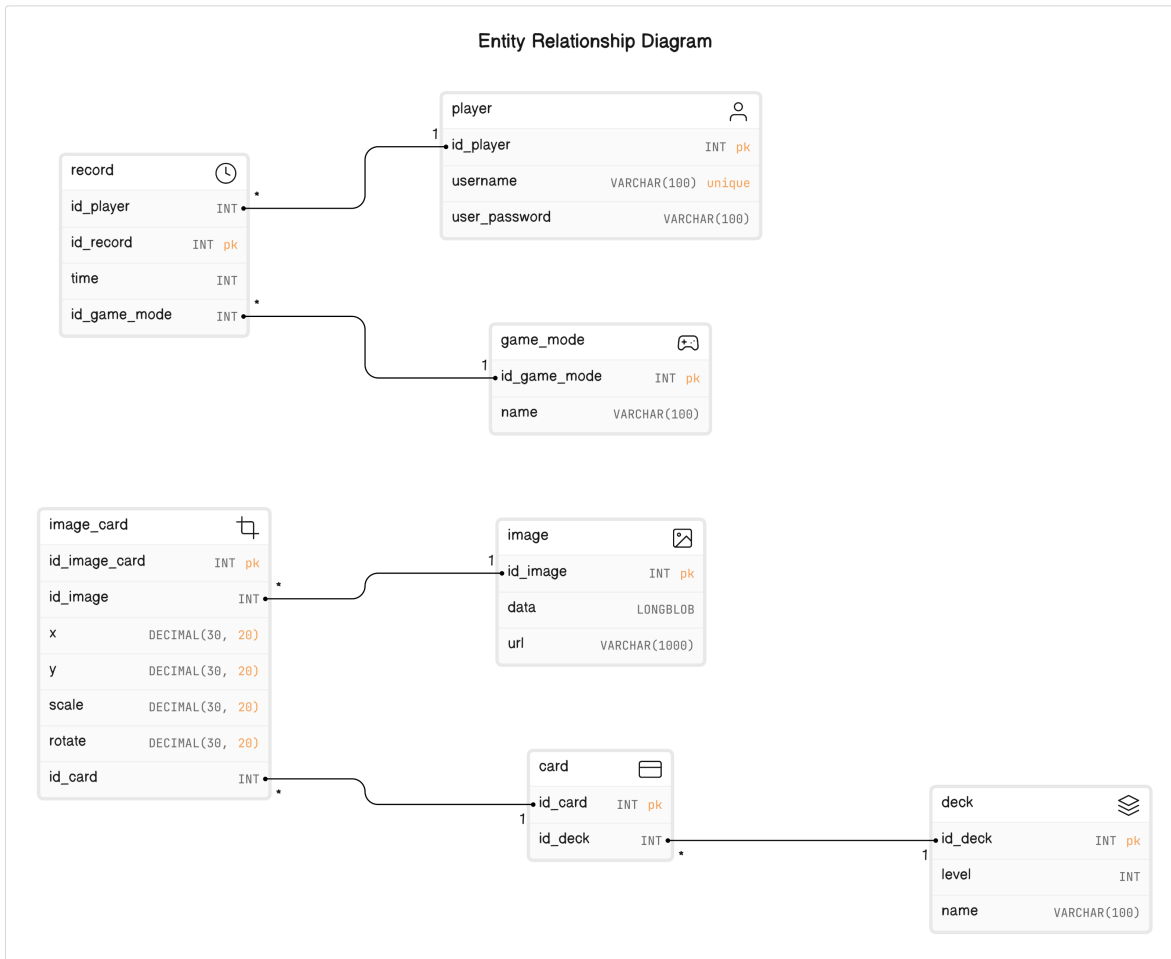 Entity Relationship Diagram
player
1
id_player INT pk
username VARCHAR(100) unique
user_password VARCHAR(100)
record
*
id_player INT
id_record INT pk
time INT
*
id_game_mode INT
game_mode
1
id_game_mode INT pk
name VARCHAR(100)
image_card
id_image_card INT pk
*
id_image INT
x DECIMAL(30, 20)
y DECIMAL(30, 20)
scale DECIMAL(30, 20)
rotate DECIMAL(30, 20)
id_card INT
*
image
1
id_image INT pk
data LONGBLOB
url VARCHAR(1000)
card
id_card INT pk
1
id_deck INT
*
deck
id_deck INT pk
1
level INT
name VARCHAR(100)